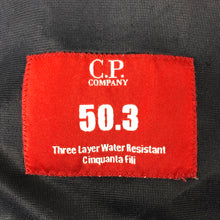 C.P.
COMPANY
50.3
Three Layer Water Resistant
Cinquanta Fili